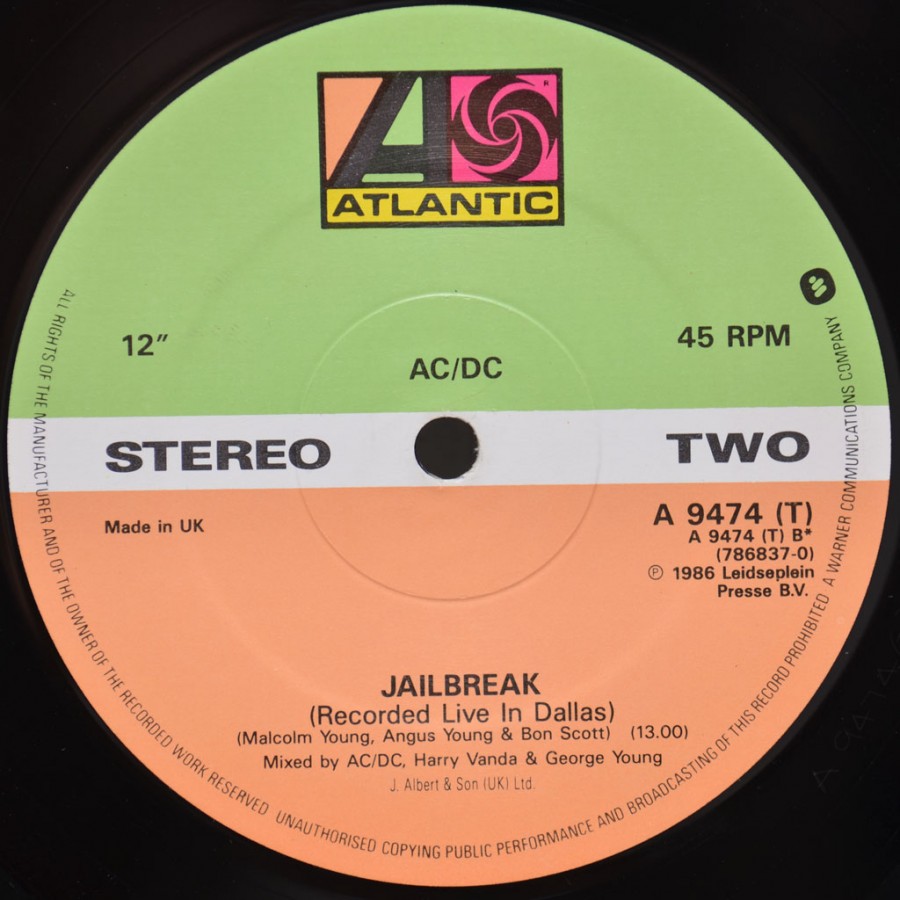 ATLANTIC
12”
45 RPM
AC/DC
STEREO
TWO
Made in UK
A 9474 (T)
A 9474 (T) B*
(786837-0)
℗ 1986 Leidseplein
Presse B.V.
JAILBREAK
(Recorded Live In Dallas)
(Malcolm Young, Angus Young & Bon Scott) (13.00)
Mixed by AC/DC, Harry Vanda & George Young
J. Albert & Son (UK) Ltd.
ALL RIGHTS OF THE MANUFACTURER AND OF THE OWNER OF THE RECORDED WORK RESERVED UNAUTHORISED COPYING PUBLIC PERFORMANCE AND BROADCASTING OF THIS RECORD PROHIBITED A WARNER COMMUNICATIONS COMPANY